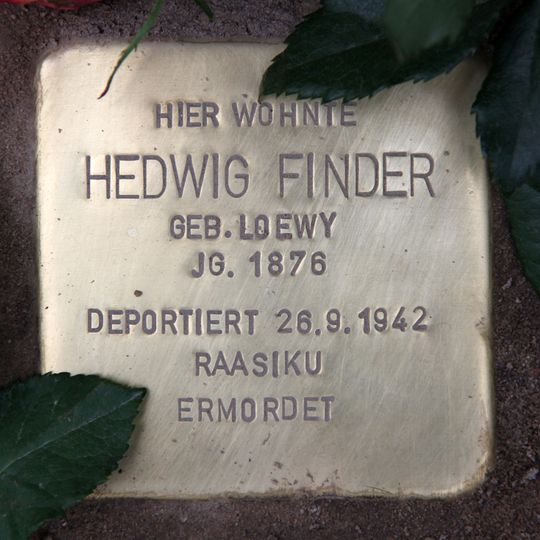 HIER WOHNTE
HEDWIG FINDER
GEB. LOEWY
JG. 1876
DEPORTIERT 26.9.1942
RAASIKU
ERMORDET